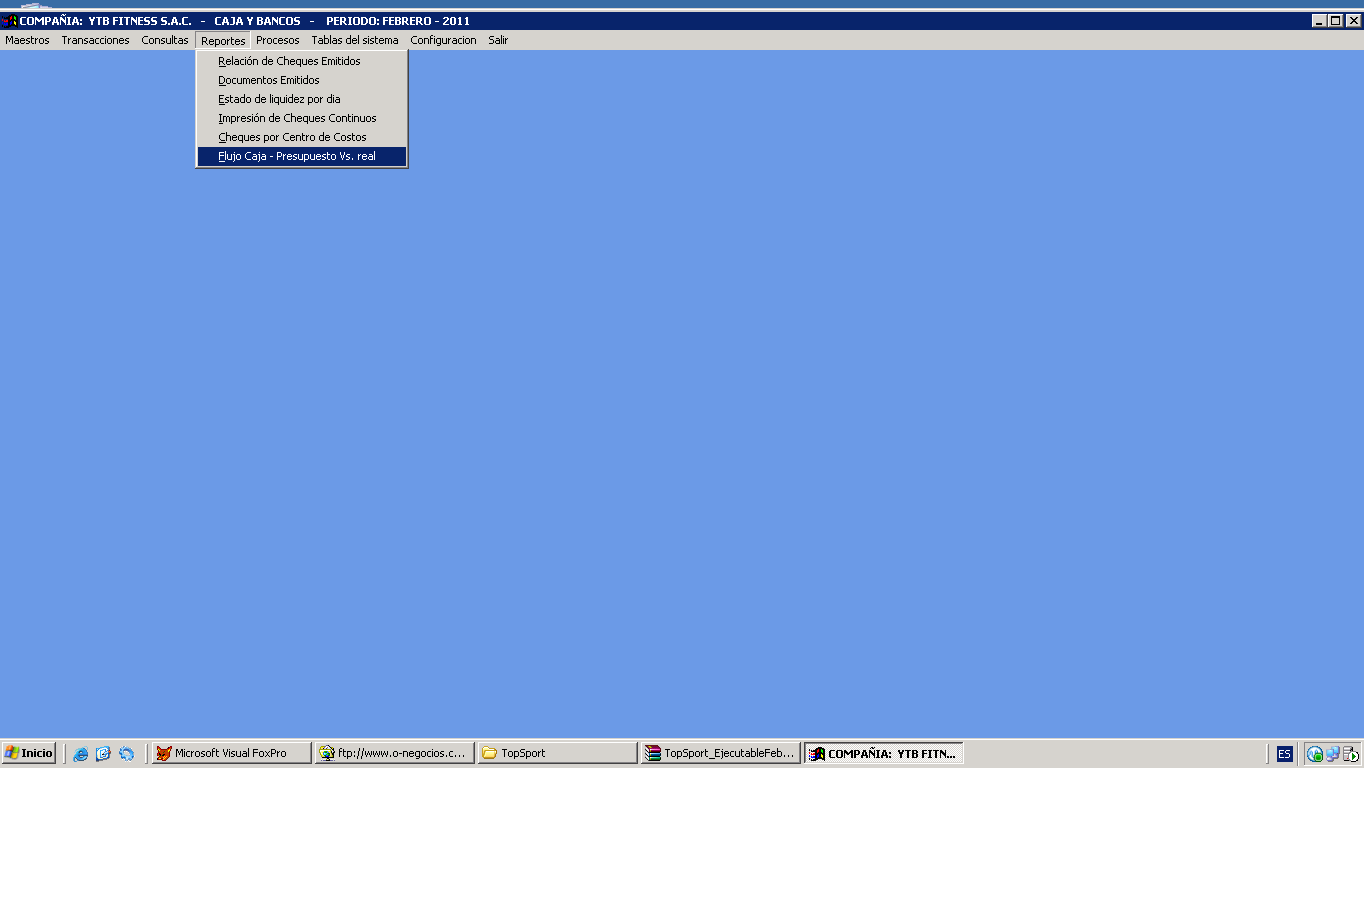 COMPAÑIA: YTB FITNESS S.A.C. - CAJA Y BANCOS - PERIODO: FEBRERO - 2011
Maestros Transacciones Consultas Reportes Procesos Tablas del sistema Configuracion Salir
Relación de Cheques Emitidos
Documentos Emitidos
Estado de liquidez por dia
Impresión de Cheques Continuos
Cheques por Centro de Costos
Flujo Caja - Presupuesto Vs. real
Inicio Microsoft Visual FoxPro ftp://www.o-negocios.c... TopSport TopSport_EjecutableFeb... COMPAÑIA: YTB FITN... ES